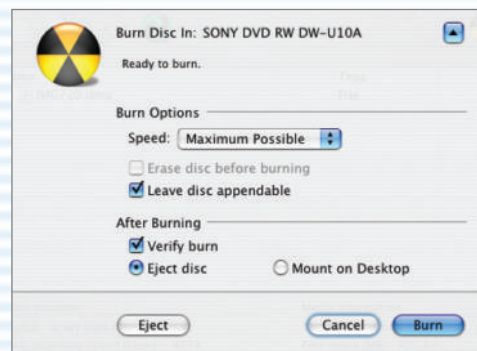 Burn Disc In: SONY DVD RW DW-U10A
Ready to burn.
Burn Options
Speed: Maximum Possible
Erase disc before burning
Leave disc appendable
After Burning
Verify burn
Eject disc Mount on Desktop
Eject Cancel Burn